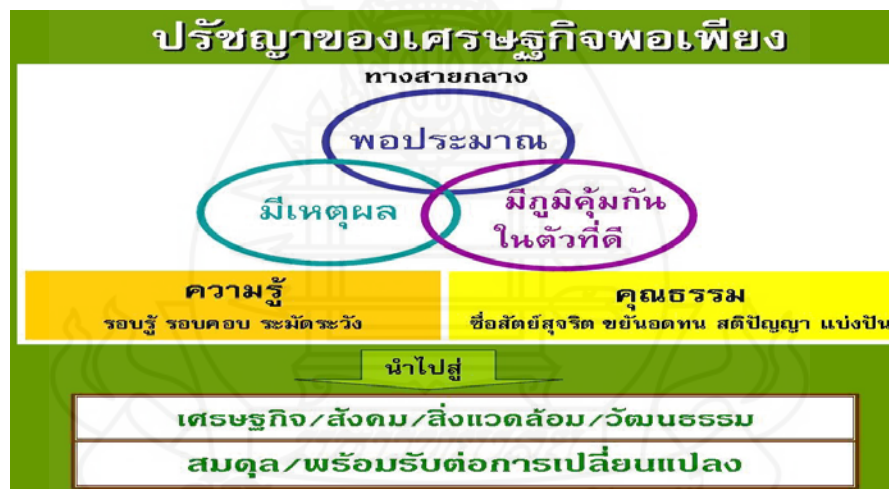 ปรัชญาของเศรษฐกิจพอเพียง
ทางสายกลาง
พอประมาณ
มีเหตุผล
มีภูมิคุ้มกัน
ในตัวที่ดี
ความรู้
รอบรู้ รอบคอบ ระมัดระวัง
คุณธรรม
ซื่อสัตย์สุจริต ขยันอดทน สติปัญญา แบ่งปัน
นำไปสู่
เศรษฐกิจ/สังคม/สิ่งแวดล้อม/วัฒนธรรม
สมดุล/พร้อมรับต่อการเปลี่ยนแปลง